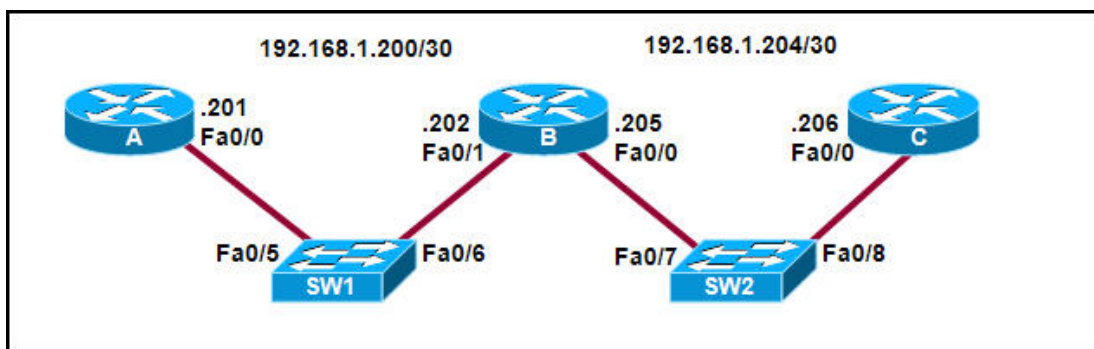 192.168.1.200/30
192.168.1.204/30
A
.201
Fa0/0
.202
Fa0/1
B
.205
Fa0/0
.206
Fa0/0
C
Fa0/5
SW1
Fa0/6
Fa0/7
SW2
Fa0/8